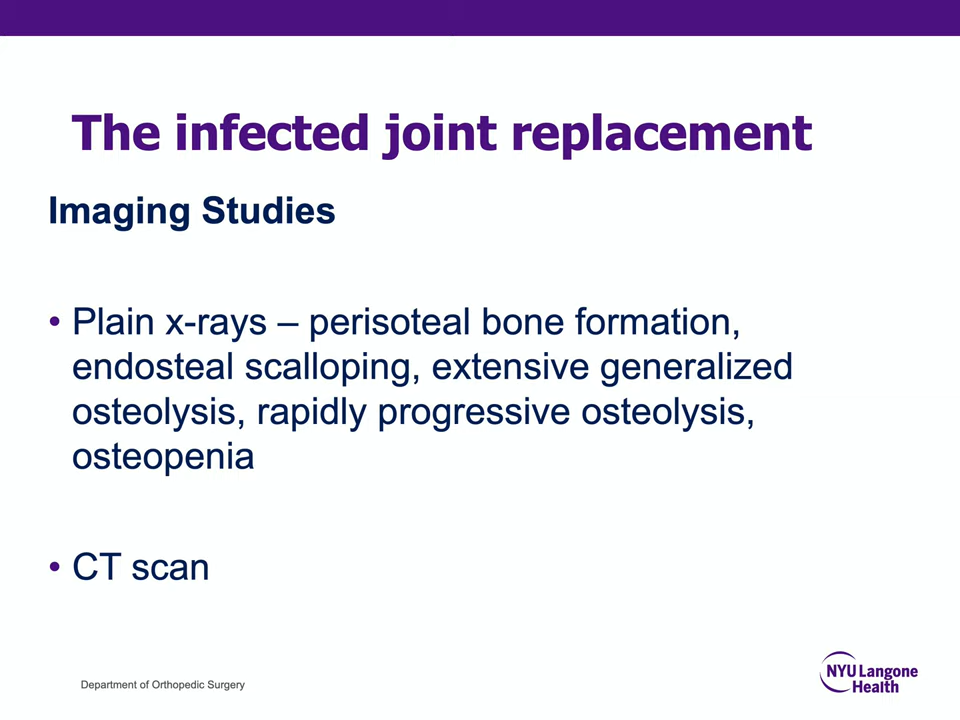 The infected joint replacement
Imaging Studies
• Plain x-rays – perisoteal bone formation,
endosteal scalloping, extensive generalized
osteolysis, rapidly progressive osteolysis,
osteopenia
• CT scan
Department of Orthopedic Surgery
NYU Langone
Health